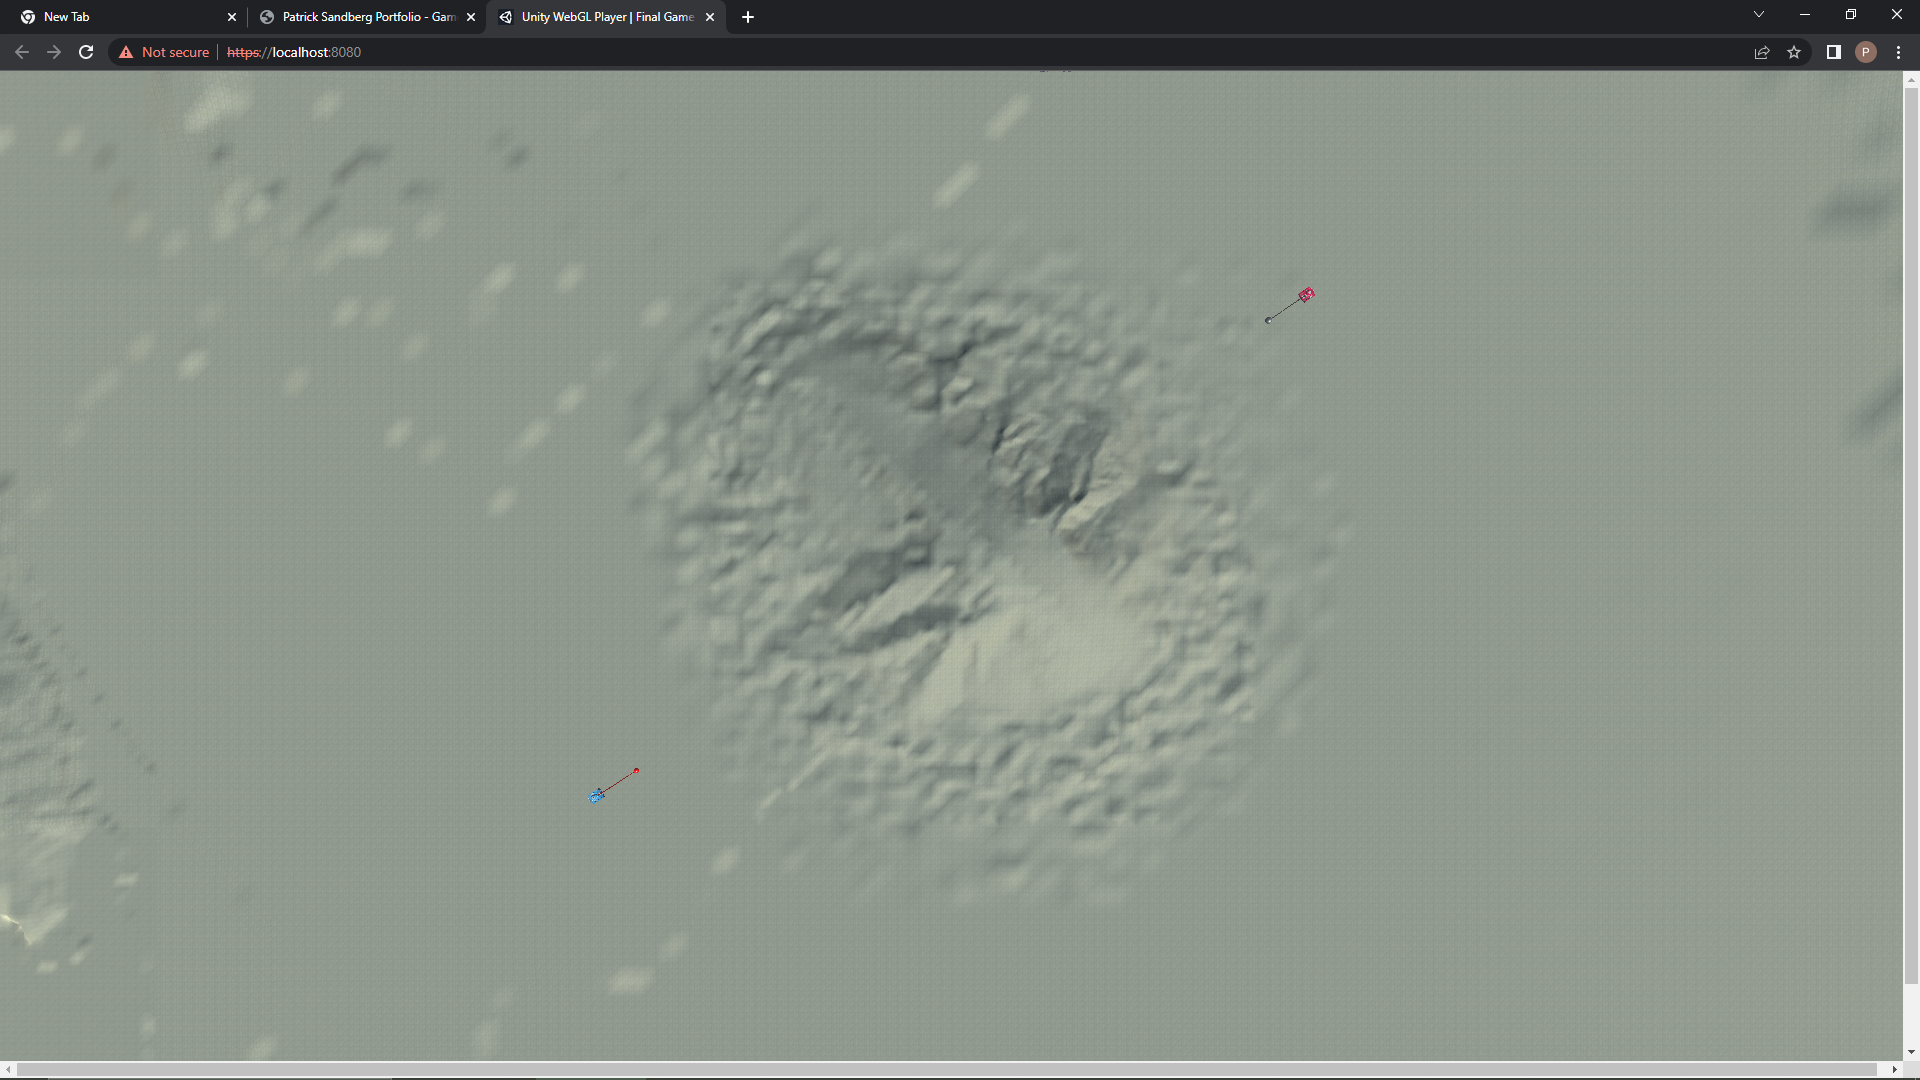 New Tab
Patrick Sandberg Portfolio - Gam
Unity WebGL Player | Final Game
Not secure
https://localhost:8080
P